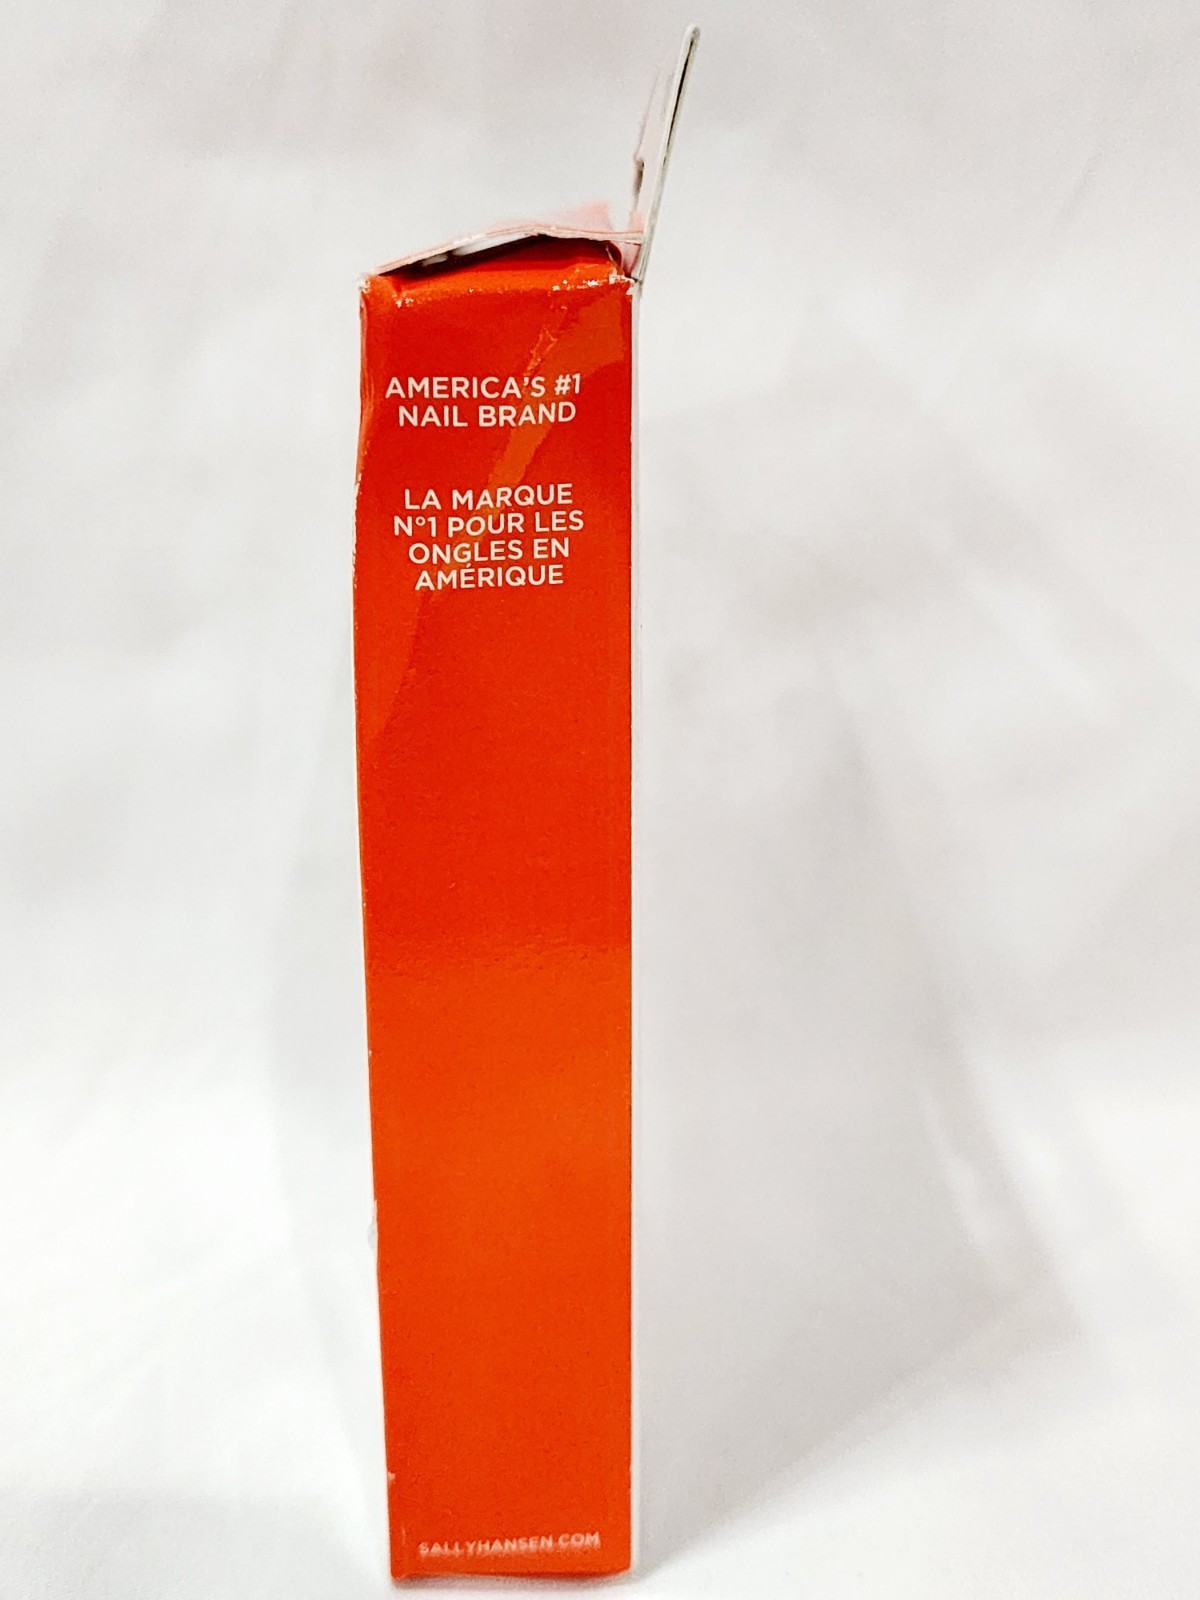 AMERICA'S #1
NAIL BRAND
LA MARQUE
N°1 POUR LES
ONGLES EN
AMÉRIQUE
SALLYHANSEN.COM